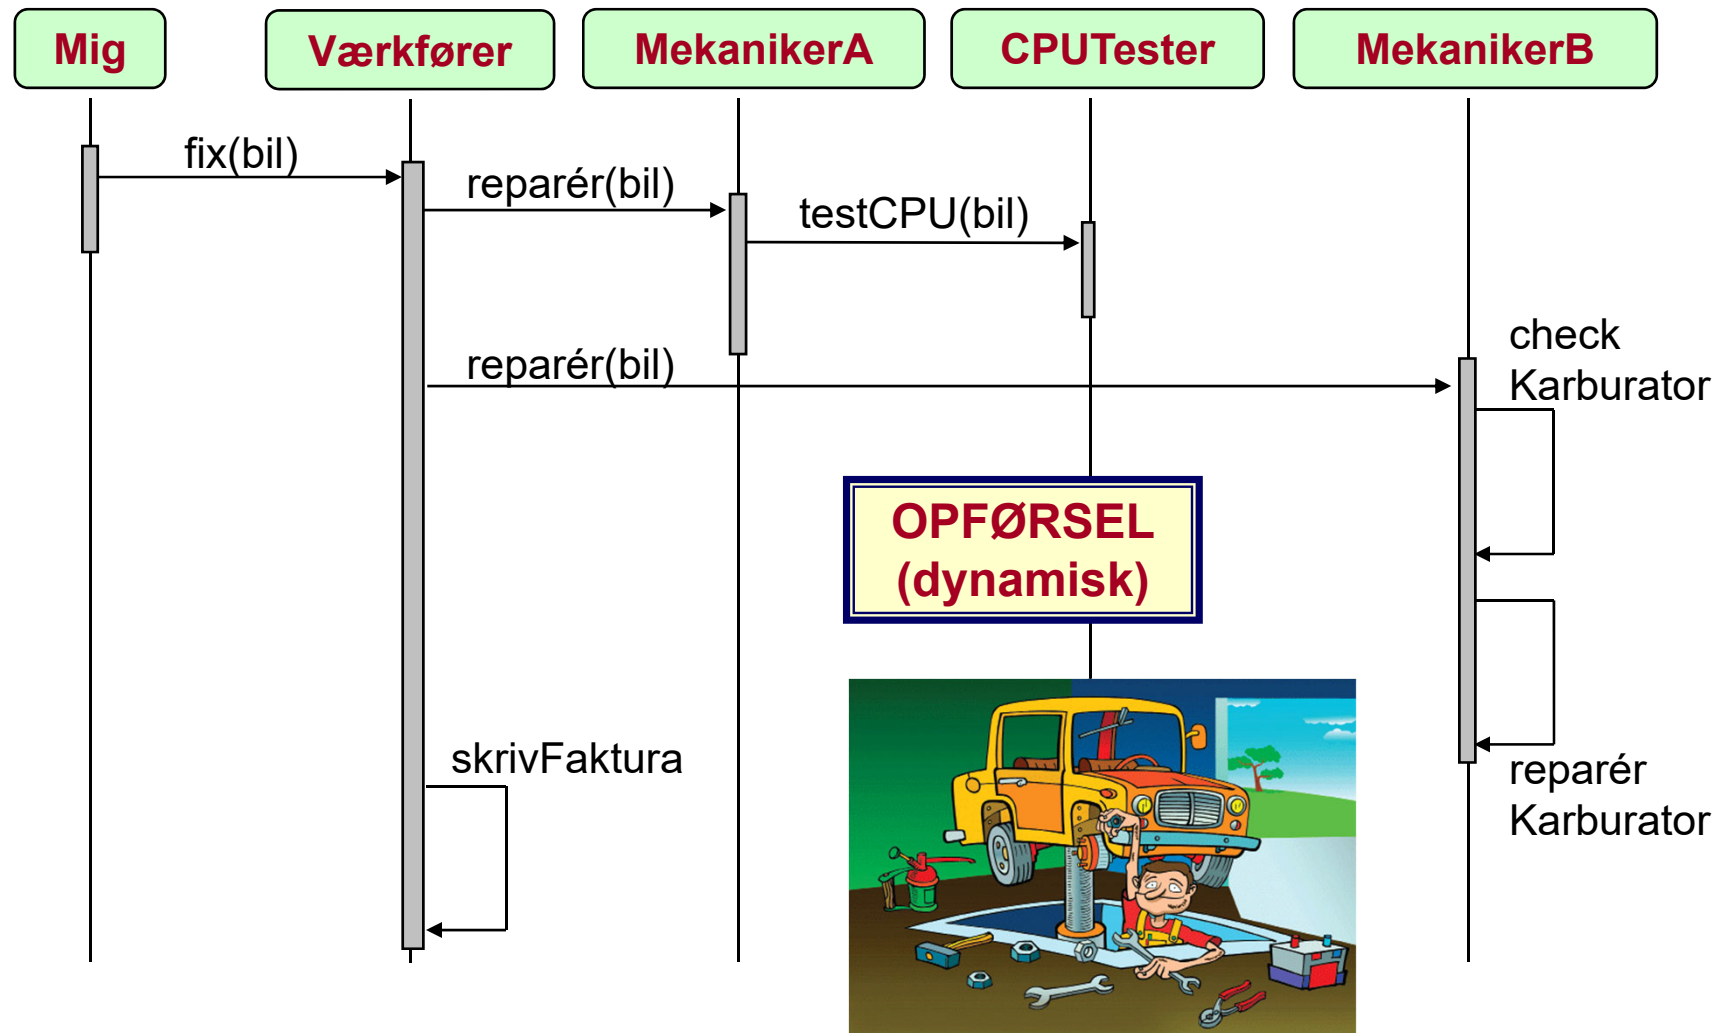 Mig
Værkfører
MekanikerA
CPUTester
MekanikerB
fix(bil)
reparér(bil)
testCPU(bil)
reparér(bil)
check
Karburator
OPFØRSEL
(dynamisk)
skrivFaktura
reparér
Karburator